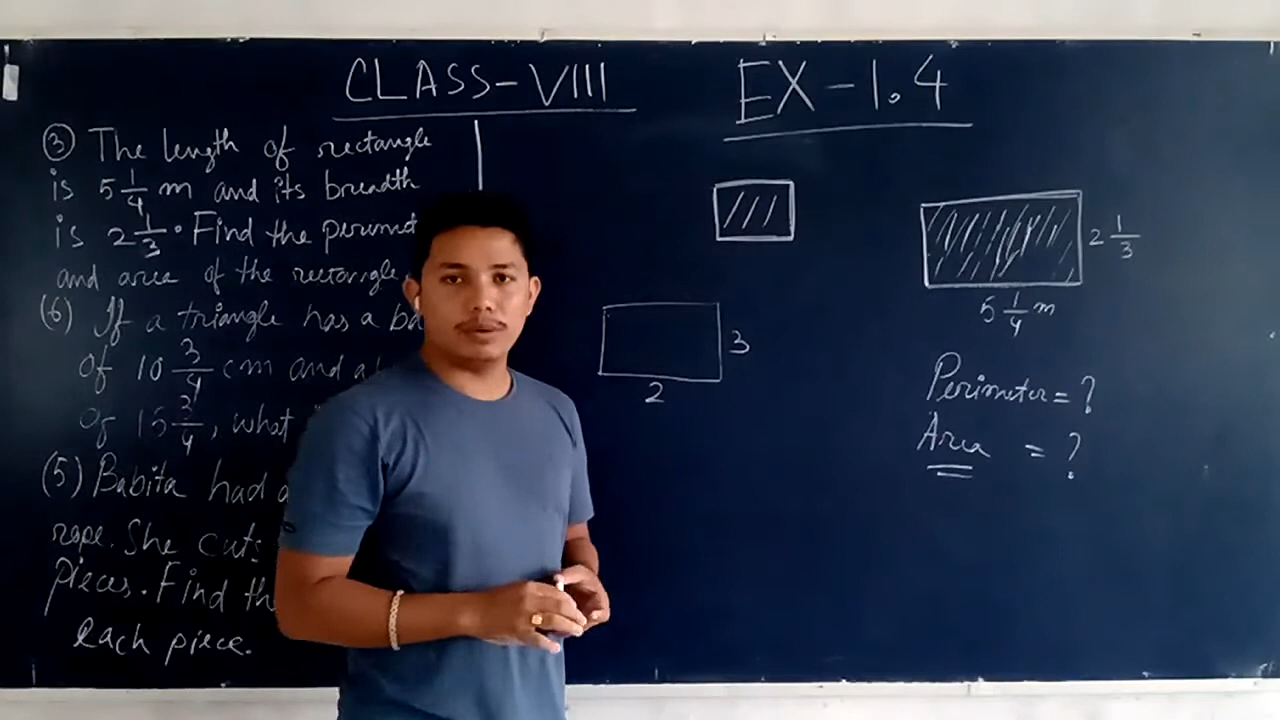 CLASS-VIII
EX-1.4
③ The length of rectangle
is 5 1/4 m and its breadth
is 2 1/3. Find the perimet
and area of the rectangle.
(6) If a triangle has a ba
of 10 3/4 cm and a
of 15 3/4, what
(5) Babita had a
rope. She cuts
pieces. Find th
each piece.
3
2
2 1/3
5 1/4 m
Perimeter = ?
Area = ?